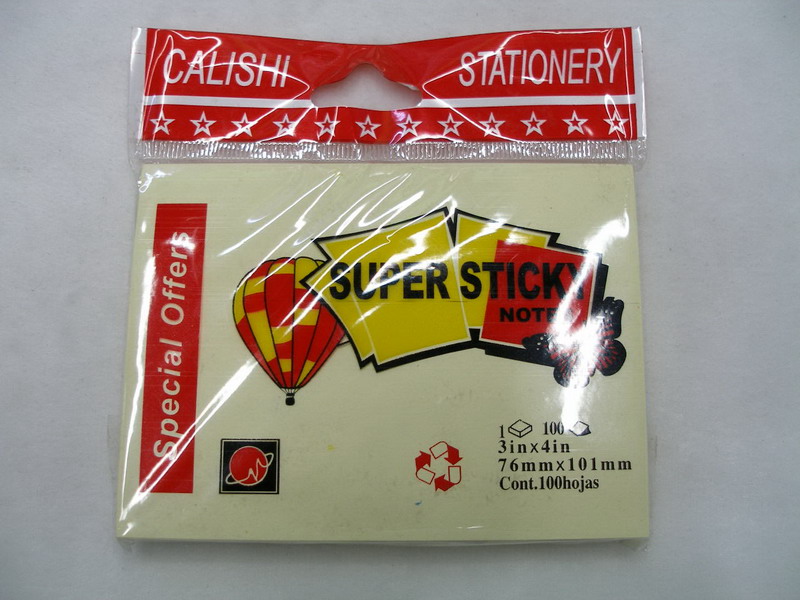 CALISHI STATIONERY
Special Offers
SUPER STICKY
NOTE
1 100
3in×4in
76mm×101mm
Cont.100hojas